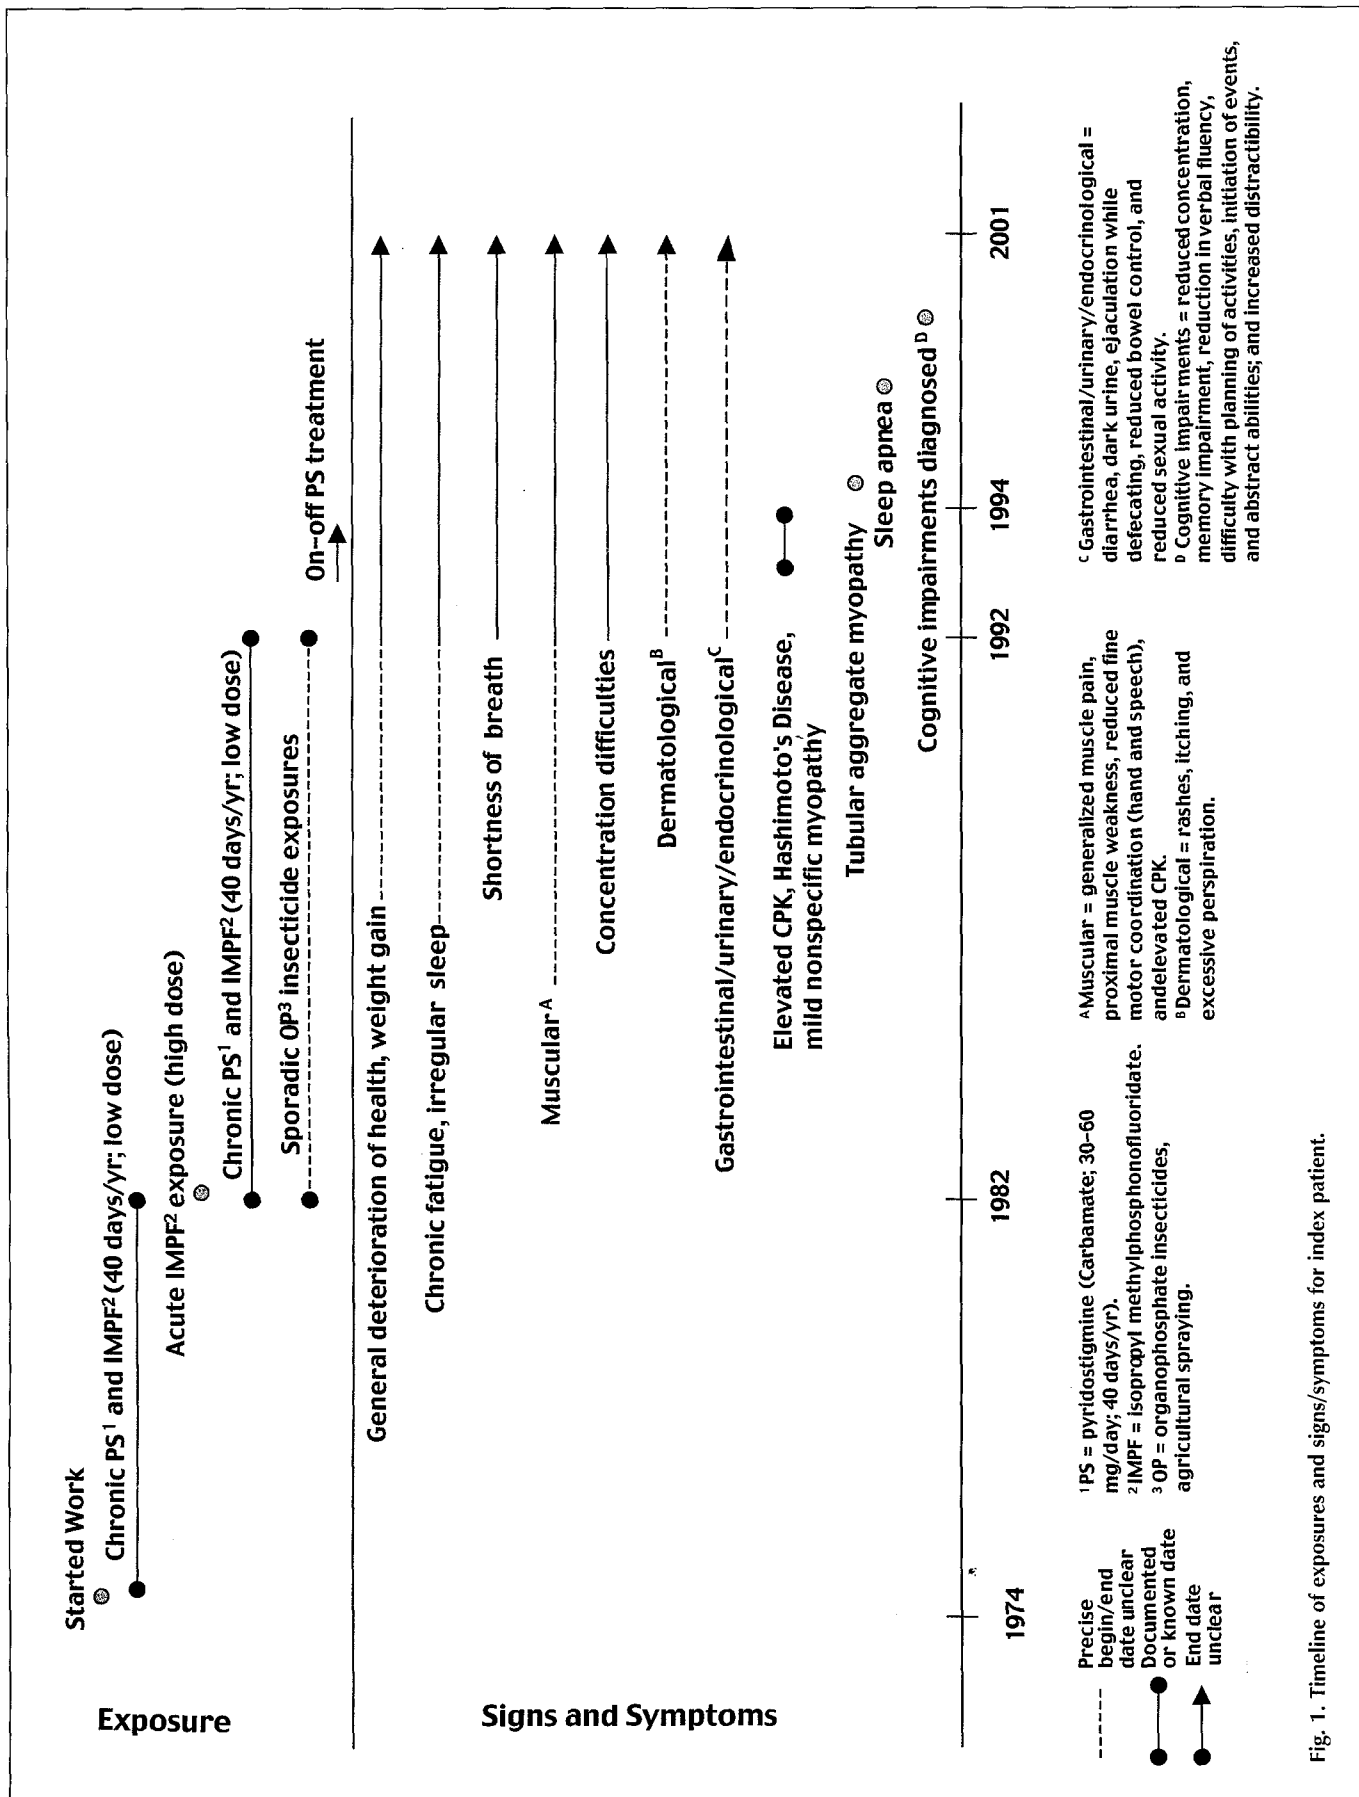 Exposure
Started Work
Chronic PS¹ and IMPF² (40 days/yr; low dose)
Acute IMPF² exposure (high dose)
Chronic PS¹ and IMPF² (40 days/yr; low dose)
Sporadic OP³ insecticide exposures
On-off PS treatment
Signs and Symptoms
General deterioration of health, weight gain
Chronic fatigue, irregular sleep
Shortness of breath
Muscular ᴬ
Concentration difficulties
Dermatologicalᴮ
Gastrointestinal/urinary/endocrinologicalC
Elevated CPK, Hashimoto's Disease,
mild nonspecific myopathy
Tubular aggregate myopathy
Sleep apnea
Cognitive impairments diagnosed ᴰ
1974
1982
1992
1994
2001
Precise
begin/end
date unclear
Documented
or known date
End date
unclear
¹ PS = pyridostigmine (Carbamate; 30-60
mg/day; 40 days/yr).
² IMPF = isopropyl methylphosphonofluoridate.
³ OP = organophosphate insecticides,
agricultural spraying.
ᴬ Muscular = generalized muscle pain,
proximal muscle weakness, reduced fine
motor coordination (hand and speech),
andelevated CPK.
ᴮ Dermatological = rashes, itching, and
excessive perspiration.
C Gastrointestinal/urinary/endocrinological =
diarrhea, dark urine, ejaculation while
defecating, reduced bowel control, and
reduced sexual activity.
ᴰ Cognitive impairments = reduced concentration,
memory impairment, reduction in verbal fluency,
difficulty with planning of activities, initiation of events,
and abstract abilities; and increased distractibility.
Fig. 1. Timeline of exposures and signs/symptoms for index patient.